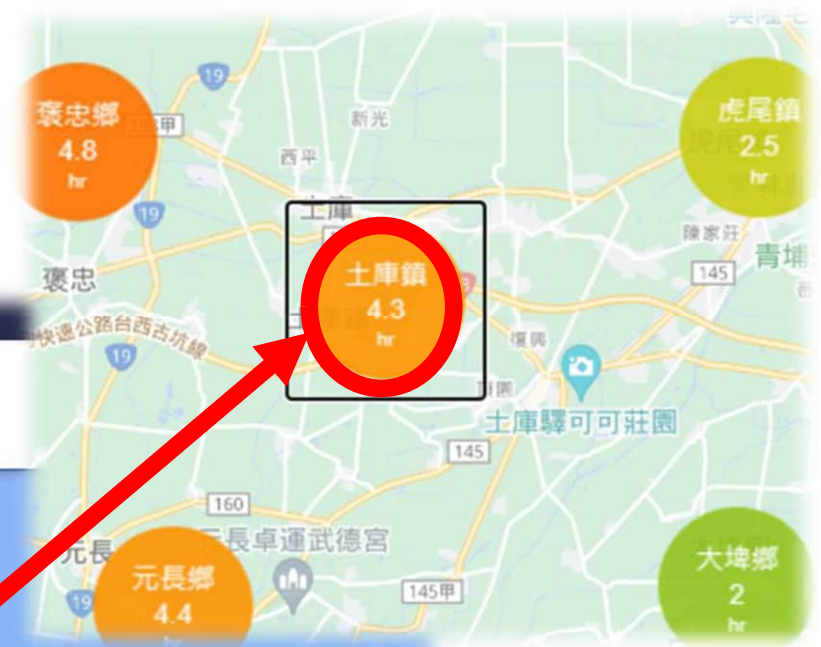 19
褒忠鄉
4.8
hr
虎尾鎮
2.5
hr
新光
西平
土庫
19
陳家莊
青埔
145
褒忠
土庫鎮
4.3
hr
快速公路台西古坑線
19
復興
土庫驛可可莊園
145
160
元長
長卓運武德宮
元長鄉
4.4
hr
19
145甲
大埤鄉
2
hr